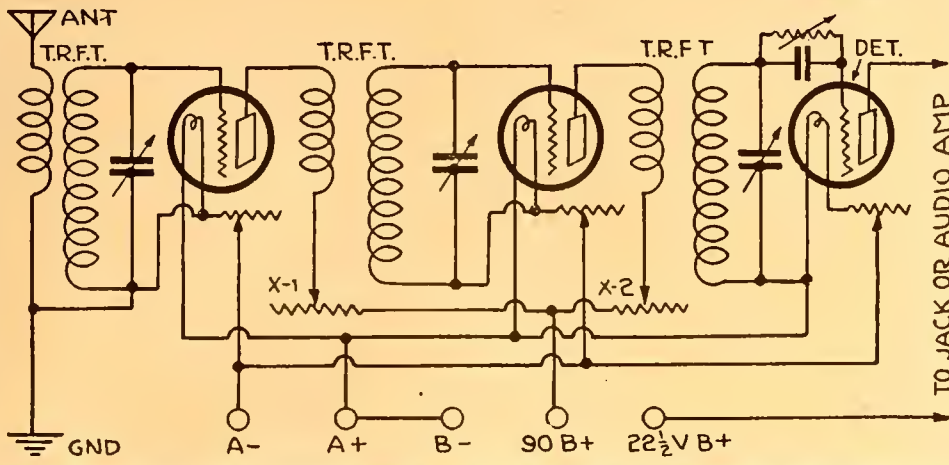 ANT
T.R.F.T.
T.R.F.T.
T.R.F.T
DET.
X-1
X-2
TO JACK OR AUDIO AMP
GND
A-
A+
B-
90 B+
22½V B+